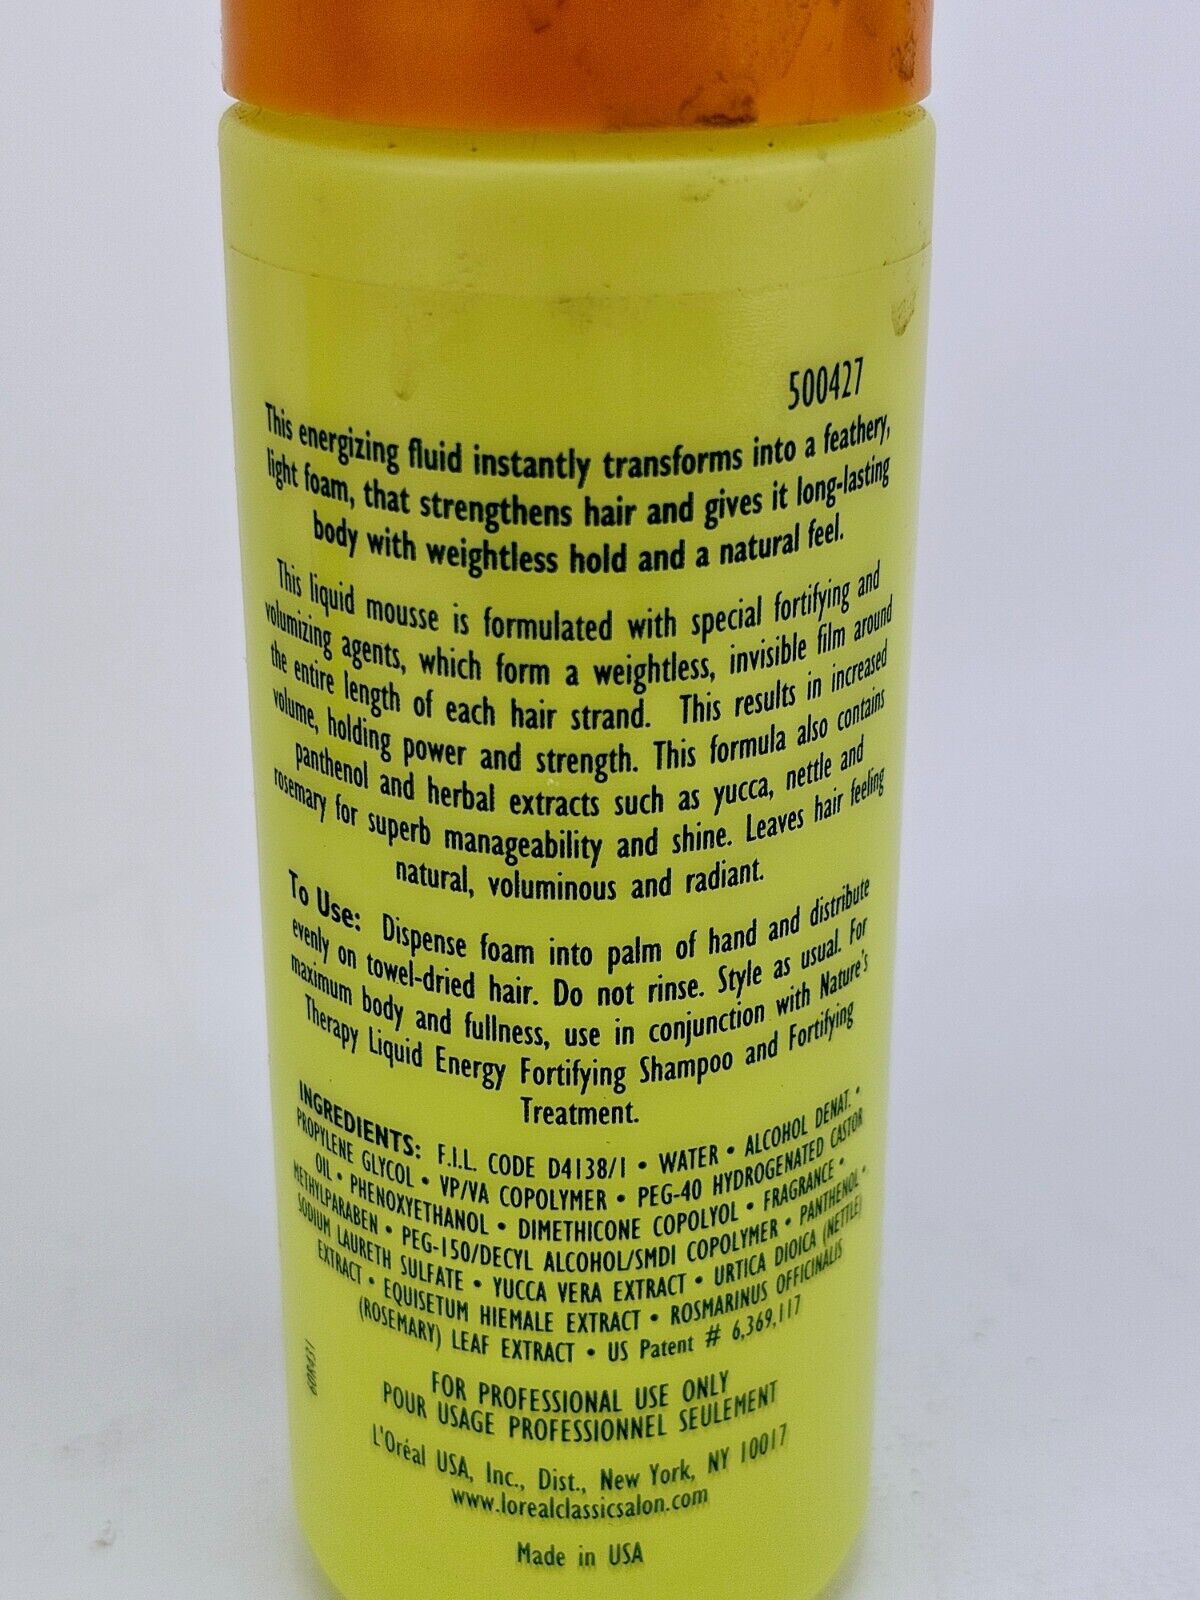 500427
This energizing fluid instantly transforms into a feathery,
light foam, that strengthens hair and gives it long-lasting
body with weightless hold and a natural feel.
This liquid mousse is formulated with special fortifying and
volumizing agents, which form a weightless, invisible film around
the entire length of each hair strand. This results in increased
volume, holding power and strength. This formula also contains
panthenol and herbal extracts such as yucca, nettle and
rosemary for superb manageability and shine. Leaves hair feeling
natural, voluminous and radiant.
To Use: Dispense foam into palm of hand and distribute
evenly on towel-dried hair. Do not rinse. Style as usual. For
maximum body and fullness, use in conjunction with Nature's
Therapy Liquid Energy Fortifying Shampoo and Fortifying
Treatment.
INGREDIENTS: F.I.L. CODE D4138/1 • WATER • ALCOHOL DENAT. •
PROPYLENE GLYCOL • VP/VA COPOLYMER • PEG-40 HYDROGENATED CASTOR
OIL • PHENOXYETHANOL • DIMETHICONE COPOLYOL • FRAGRANCE •
METHYLPARABEN • PEG-150/DECYL ALCOHOL/SMDI COPOLYMER • PANTHENOL •
SODIUM LAURETH SULFATE • YUCCA VERA EXTRACT • URTICA DIOICA (NETTLE)
EXTRACT • EQUISETUM HIEMALE EXTRACT • ROSMARINUS OFFICINALIS
(ROSEMARY) LEAF EXTRACT • US Patent # 6,369,117
FOR PROFESSIONAL USE ONLY
POUR USAGE PROFESSIONNEL SEULEMENT
L'Oréal USA, Inc., Dist., New York, NY 10017
www.lorealclassicsalon.com
Made in USA